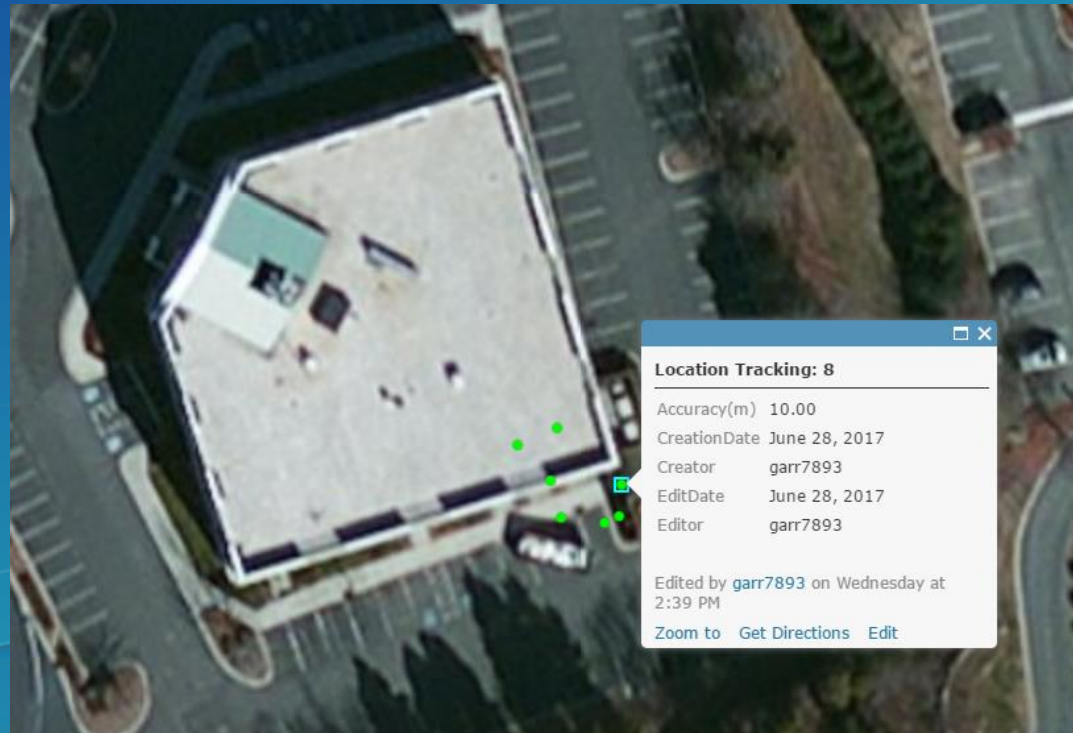 Location Tracking: 8
Accuracy(m) 10.00
CreationDate June 28, 2017
Creator garr7893
EditDate June 28, 2017
Editor garr7893
Edited by garr7893 on Wednesday at
2:39 PM
Zoom to Get Directions Edit